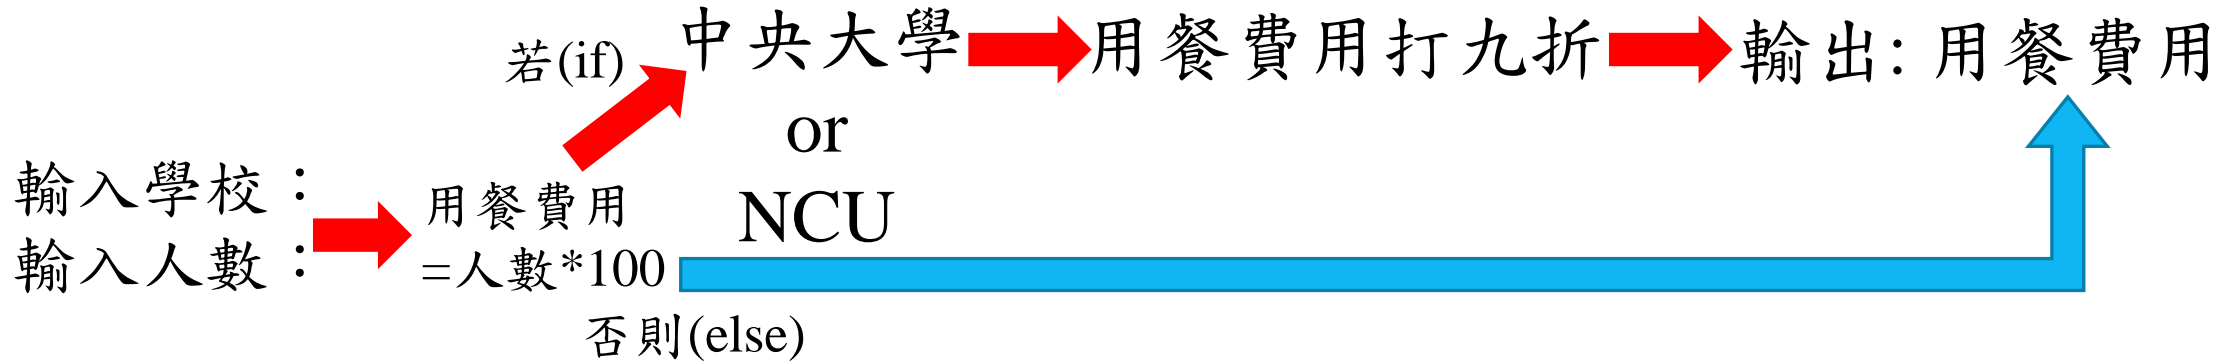 輸入學校：
輸入人數：
用餐費用
=人數*100
若(if)
中央大學
or
NCU
用餐費用打九折
輸出:用餐費用
否則(else)